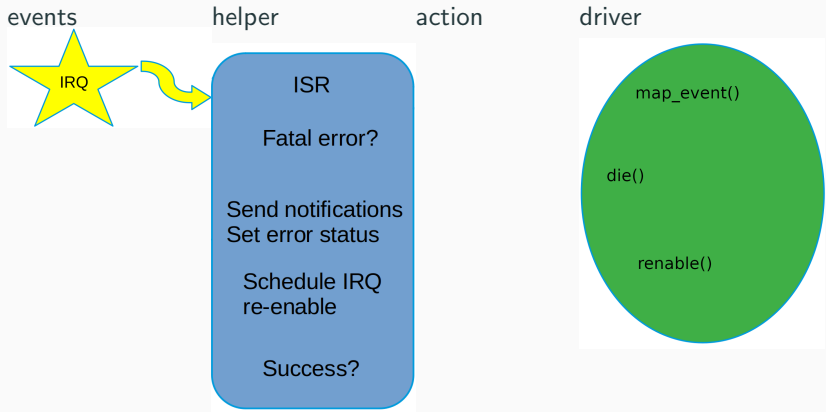 events
helper
action
driver
IRQ
ISR
Fatal error?
Send notifications
Set error status
Schedule IRQ
re-enable
Success?
map_event()
die()
renable()